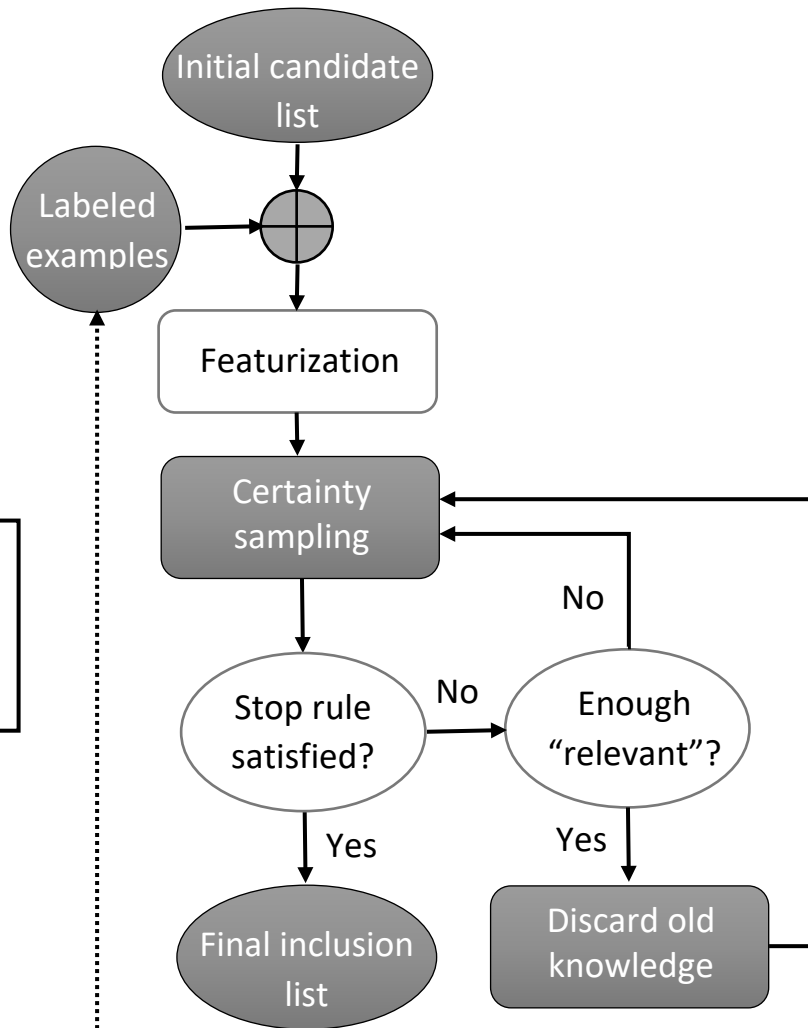 Initial candidate
list
Labeled
examples
Featurization
Certainty
sampling
No
Stop rule
satisfied?
No
Enough
“relevant”?
Yes
Yes
Final inclusion
list
Discard old
knowledge